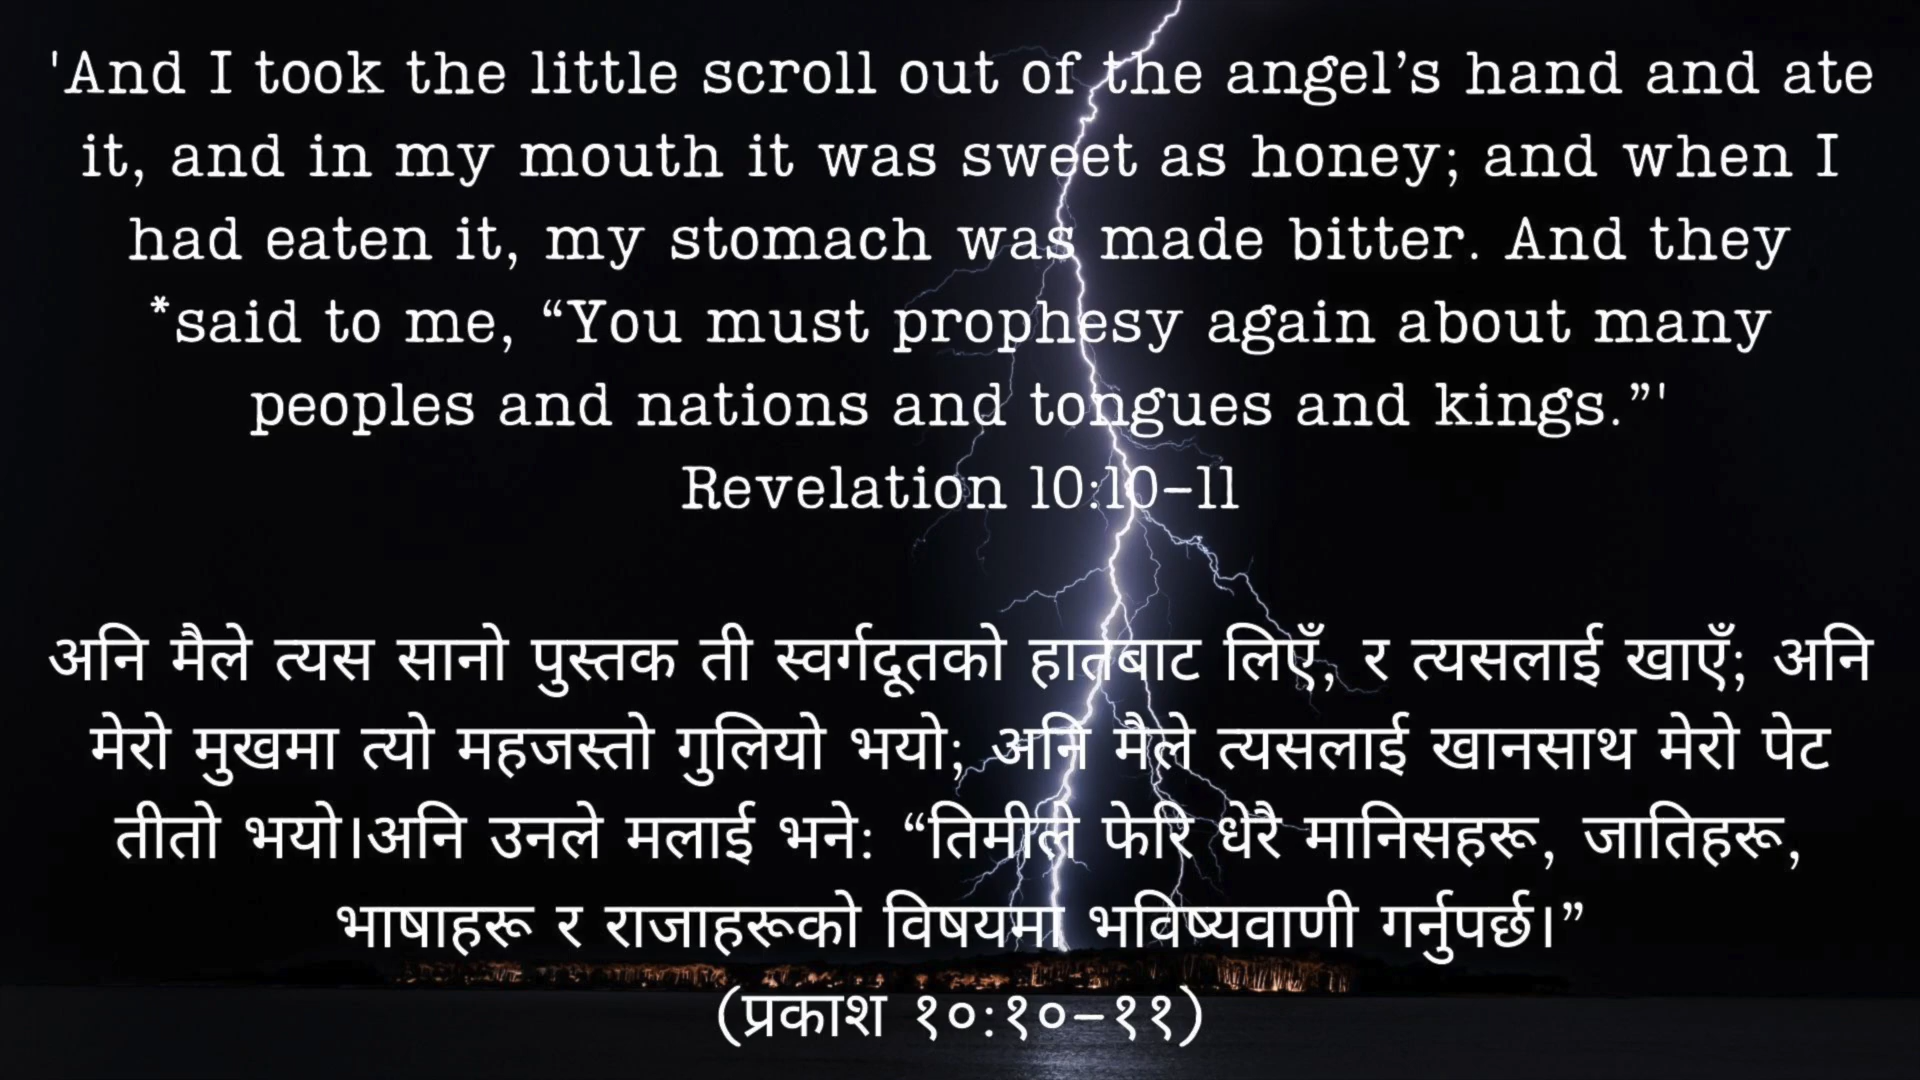 'And I took the little scroll out of the angel’s hand and ate
it, and in my mouth it was sweet as honey; and when I
had eaten it, my stomach was made bitter. And they
*said to me, “You must prophesy again about many
peoples and nations and tongues and kings.”'
Revelation 10:10-11
अनि मैले त्यस सानो पुस्तक ती स्वर्गदूतको हातबाट लिएँ, र त्यसलाई खाएँ; अनि
मेरो मुखमा त्यो महजस्तो गुलियो भयो; अनि मैले त्यसलाई खानसाथ मेरो पेट
तीतो भयो।अनि उनले मलाई भने: “तिमीले फेरि धेरै मानिसहरू, जातिहरू,
भाषाहरू र राजाहरूको विषयमा भविष्यवाणी गर्नुपर्छ।”
(प्रकाश १०:१०-११)